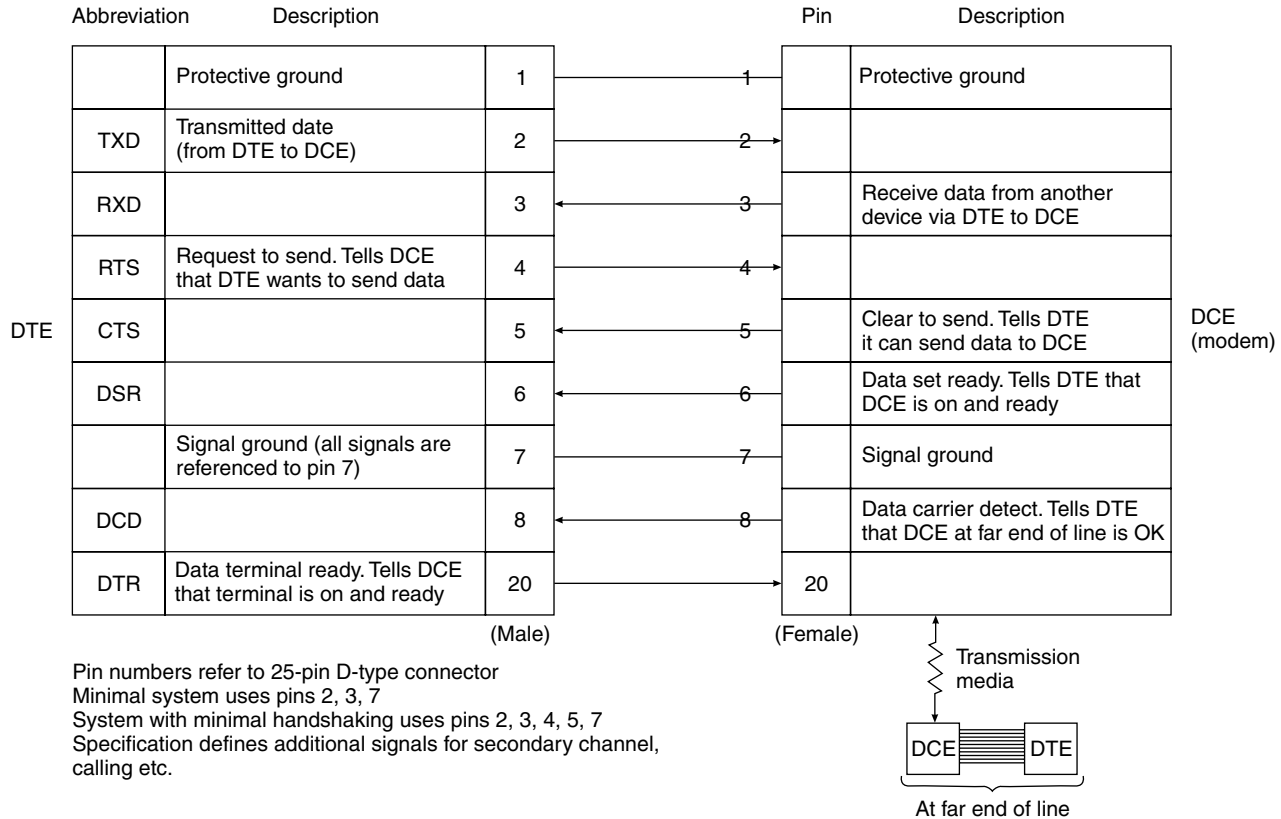 Abbreviation Description Pin Description
Protective ground 1 1 Protective ground
TXD Transmitted date
(from DTE to DCE) 2 2
RXD 3 3 Receive data from another
device via DTE to DCE
RTS Request to send. Tells DCE
that DTE wants to send data 4 4
DTE CTS 5 5 Clear to send. Tells DTE
it can send data to DCE
DCE
(modem)
DSR 6 6 Data set ready. Tells DTE that
DCE is on and ready
Signal ground (all signals are
referenced to pin 7) 7 7 Signal ground
DCD 8 8 Data carrier detect. Tells DTE
that DCE at far end of line is OK
DTR Data terminal ready. Tells DCE
that terminal is on and ready 20 20
(Male) (Female)
Transmission
media
Pin numbers refer to 25-pin D-type connector
Minimal system uses pins 2, 3, 7
System with minimal handshaking uses pins 2, 3, 4, 5, 7
Specification defines additional signals for secondary channel,
calling etc.
DCE DTE
At far end of line